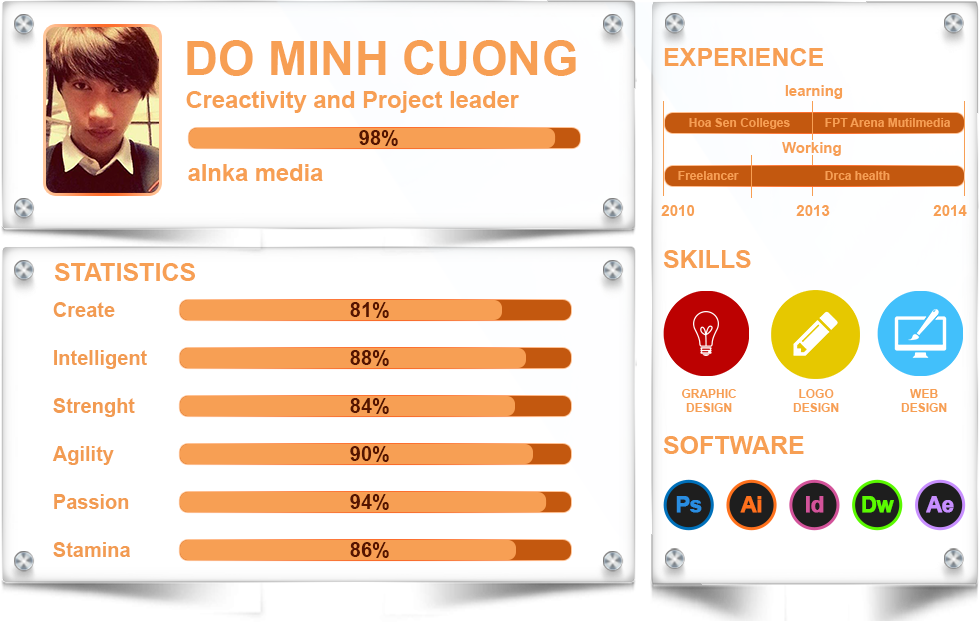 DO MINH CUONG
Creactivity and Project leader
98%
alnka media
STATISTICS
Create 81%
Intelligent 88%
Strenght 84%
Agility 90%
Passion 94%
Stamina 86%
EXPERIENCE
learning
Hoa Sen Colleges FPT Arena Mutilmedia
Working
Freelancer Drca health
2010 2013 2014
SKILLS
GRAPHIC DESIGN
LOGO DESIGN
WEB DESIGN
SOFTWARE
Ps Ai Id Dw Ae